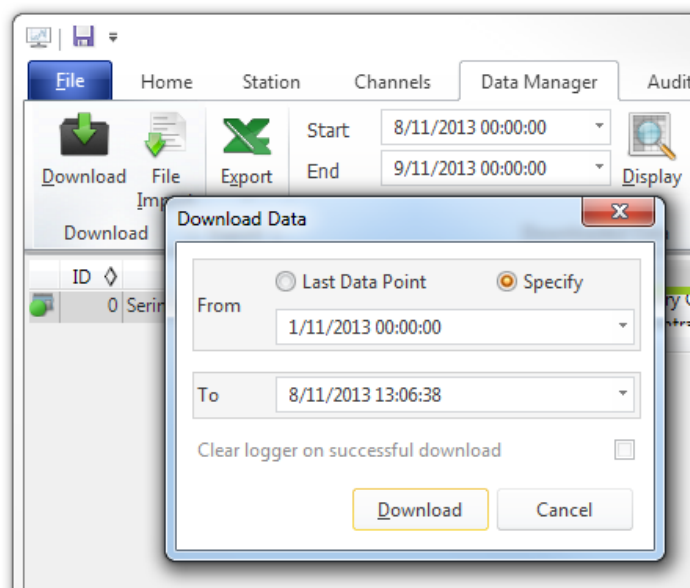 File Home Station Channels Data Manager Audit
Start 8/11/2013 00:00:00
End 9/11/2013 00:00:00
Download File Export Display
Download
Download Data
ID
0 Serin
From Last Data Point Specify
1/11/2013 00:00:00
To 8/11/2013 13:06:38
Clear logger on successful download
Download Cancel